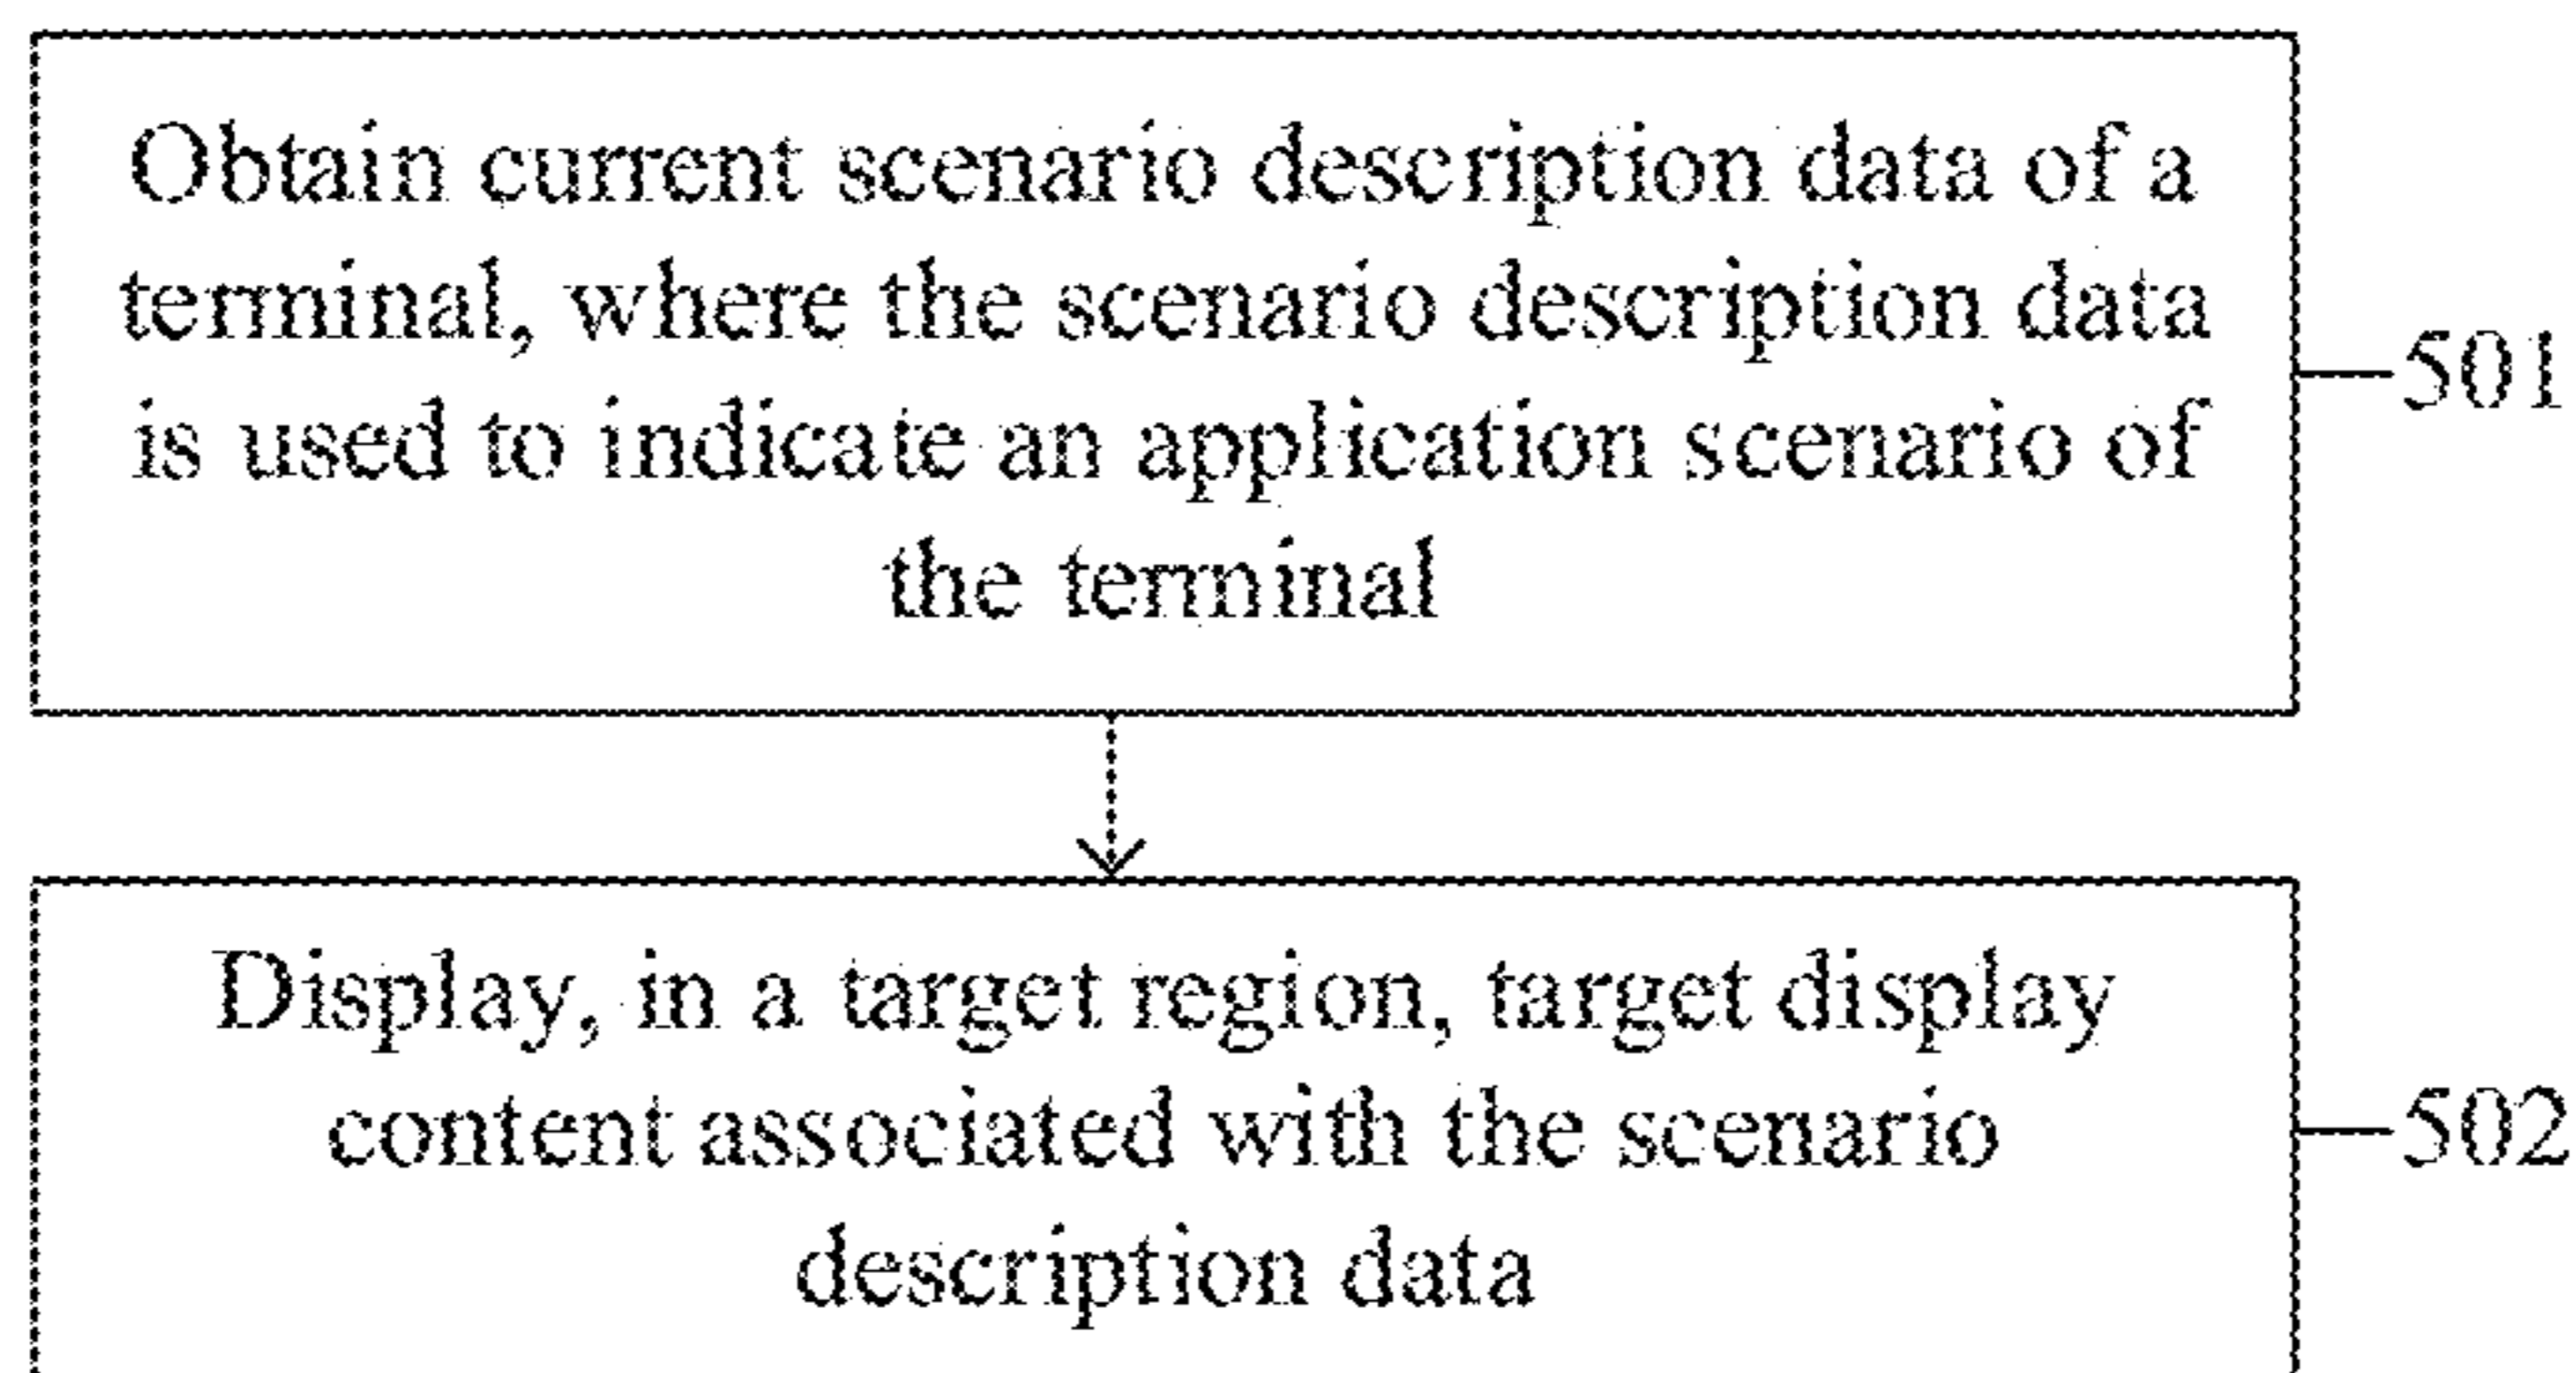 Obtain current scenario description data of a
terminal, where the scenario description data
is used to indicate an application scenario of
the terminal
501
Display, in a target region, target display
content associated with the scenario
description data
502